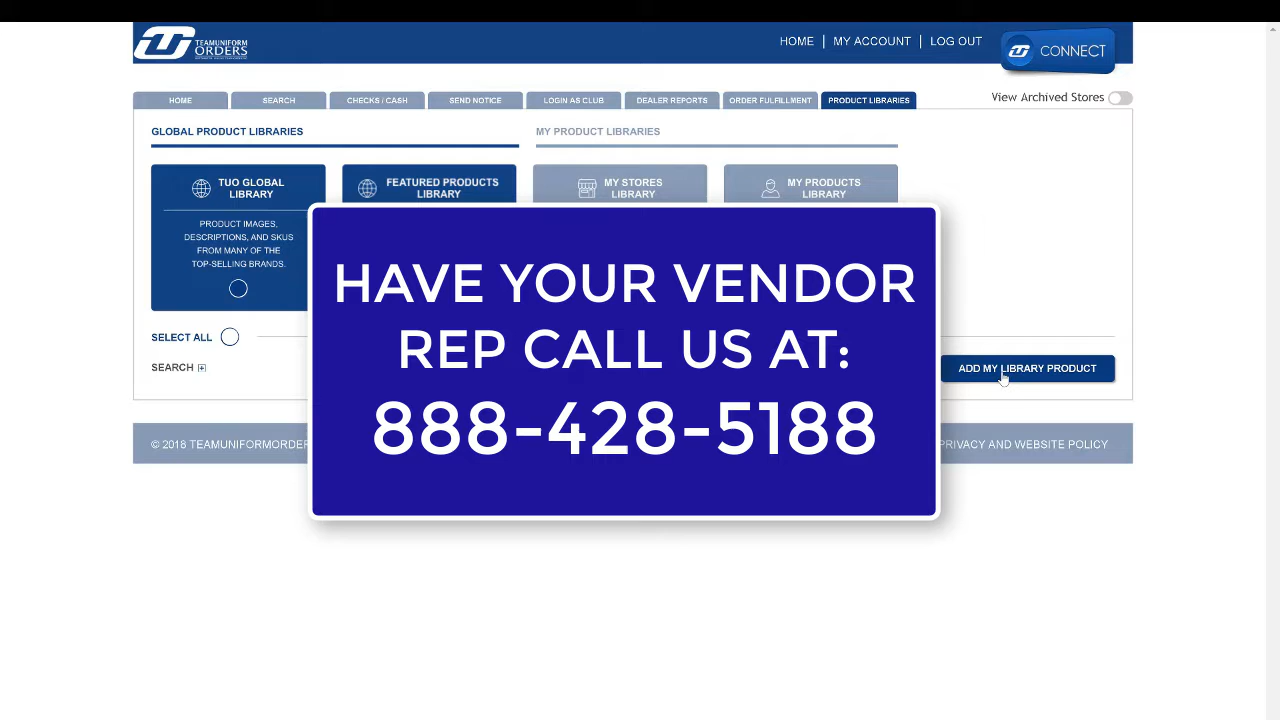 TEAMUNIFORM
ORDERS
HOME | MY ACCOUNT | LOG OUT
CONNECT
HOME
SEARCH
CHECKS / CASH
SEND NOTICE
LOGIN AS CLUB
DEALER REPORTS
ORDER FULFILLMENT
PRODUCT LIBRARIES
View Archived Stores
GLOBAL PRODUCT LIBRARIES
MY PRODUCT LIBRARIES
TUO GLOBAL
LIBRARY
PRODUCT IMAGES,
DESCRIPTIONS, AND SKUS
FROM MANY OF THE
TOP-SELLING BRANDS.
FEATURED PRODUCTS
LIBRARY
MY STORES
LIBRARY
MY PRODUCTS
LIBRARY
HAVE YOUR VENDOR
REP CALL US AT:
888-428-5188
SELECT ALL
SEARCH
ADD MY LIBRARY PRODUCT
© 2018 TEAMUNIFORMORDER
PRIVACY AND WEBSITE POLICY